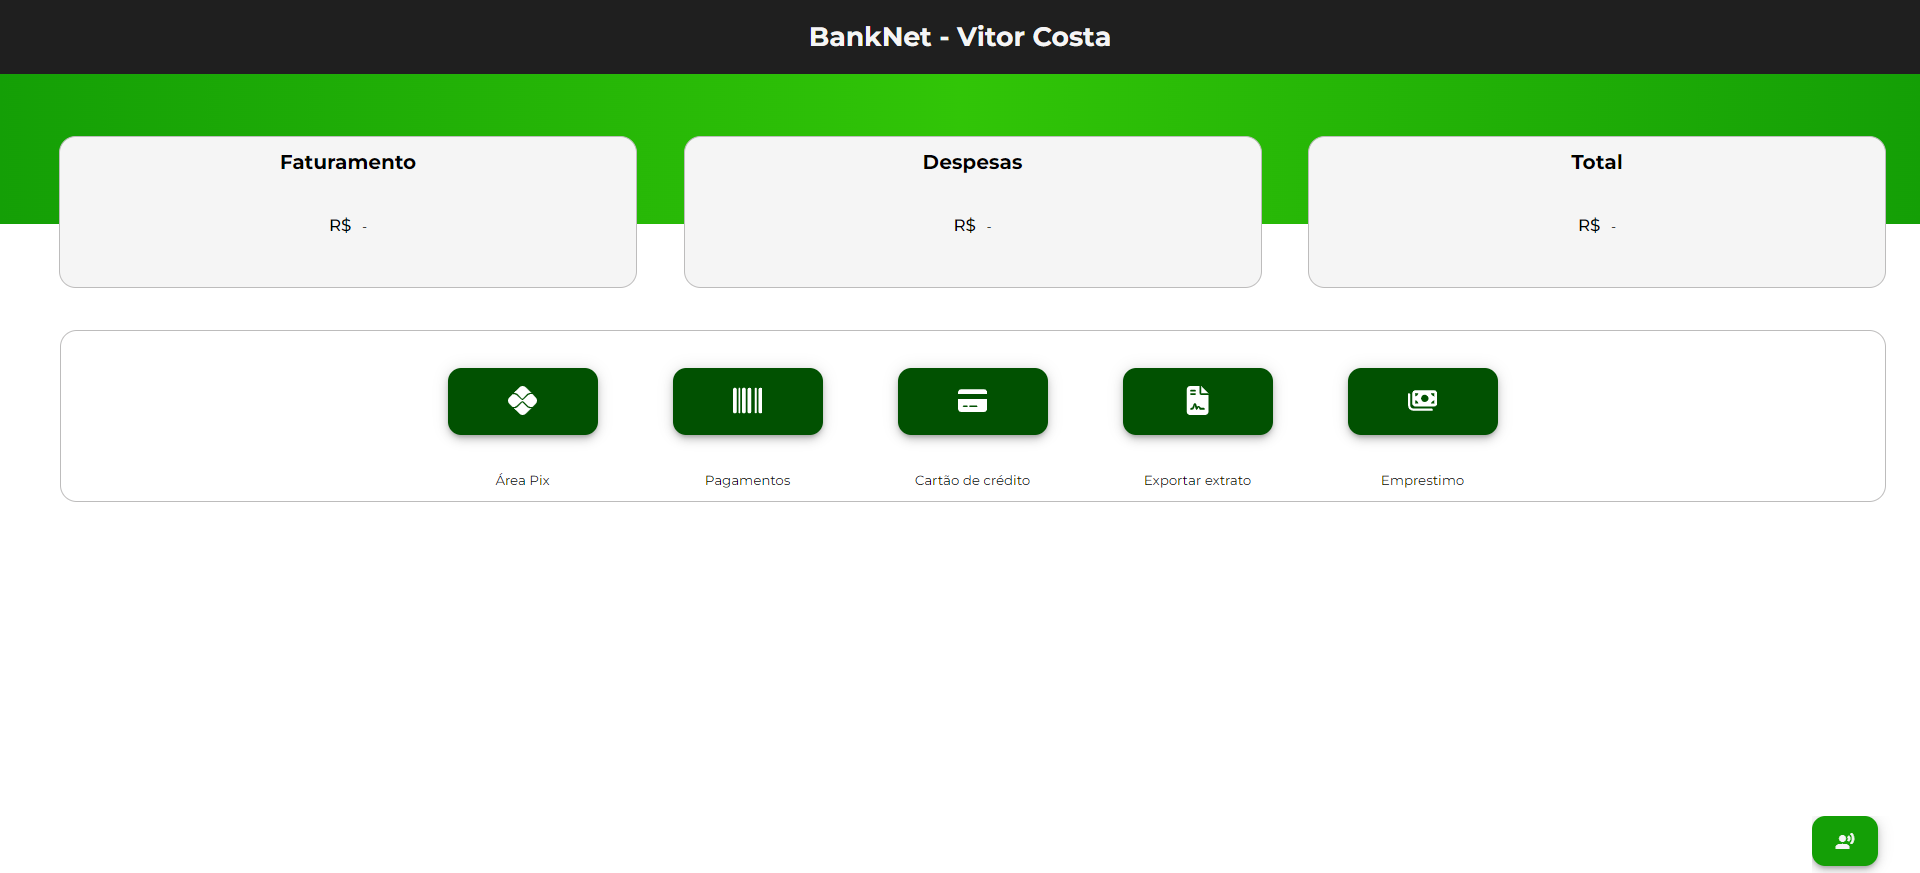 BankNet - Vitor Costa
Faturamento
R$ -
Despesas
R$ -
Total
R$ -
Área Pix
Pagamentos
Cartão de crédito
Exportar extrato
Emprestimo